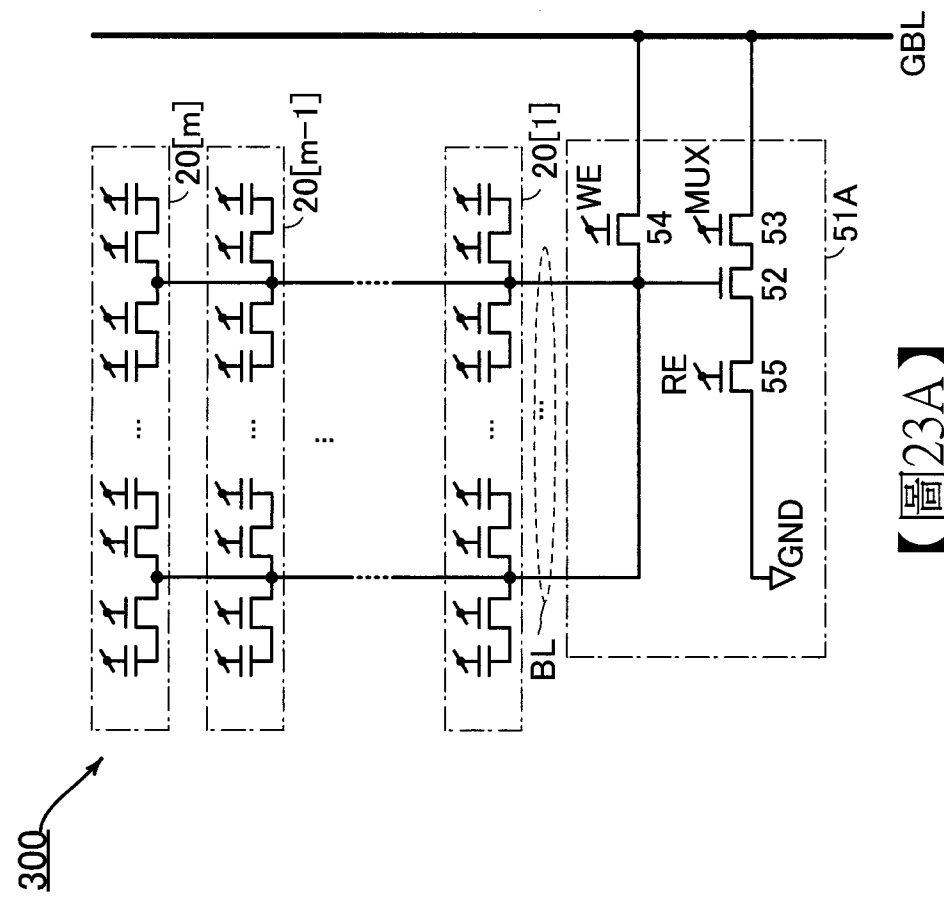 300
20[m]
20[m-1]
20[1]
BL
WE
54
MUX
53
52
RE
55
51A
GND
GBL
【圖23A】